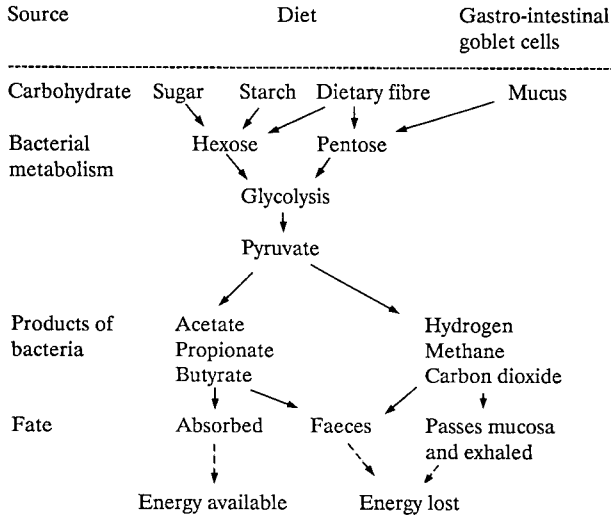 Source Diet Gastro-intestinal
goblet cells
Carbohydrate Sugar Starch Dietary fibre Mucus
Bacterial Hexose Pentose
metabolism
Glycolysis
Pyruvate
Products of Acetate Hydrogen
bacteria Propionate Methane
Butyrate Carbon dioxide
Fate Absorbed Faeces Passes mucosa
and exhaled
Energy available Energy lost